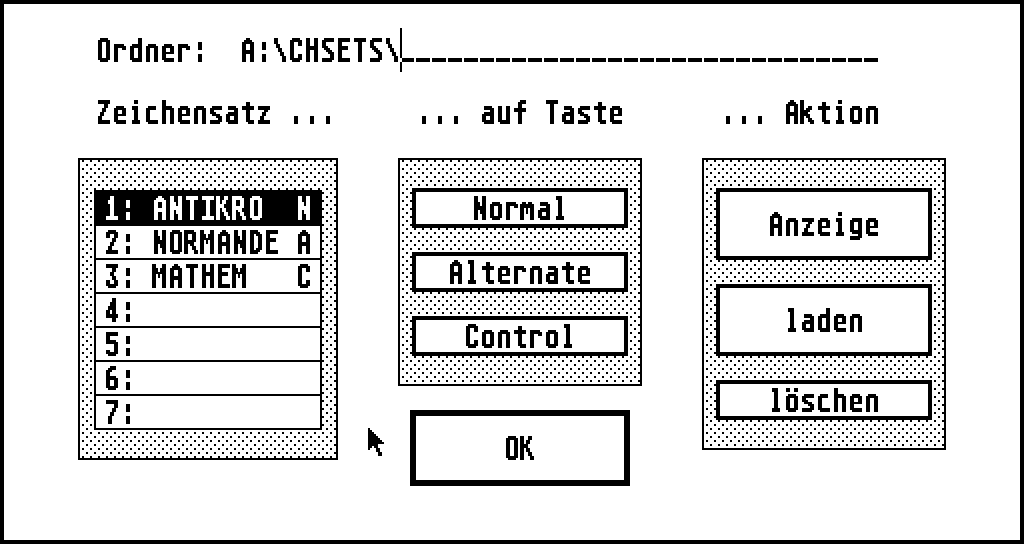 Ordner: A:\CHSETS\______________________________
Zeichensatz ... ... auf Taste ... Aktion
1: ANTIKRO N
2: NORMANDE A
3: MATHEM C
4:
5:
6:
7:
Normal
Alternate
Control
OK
Anzeige
laden
löschen